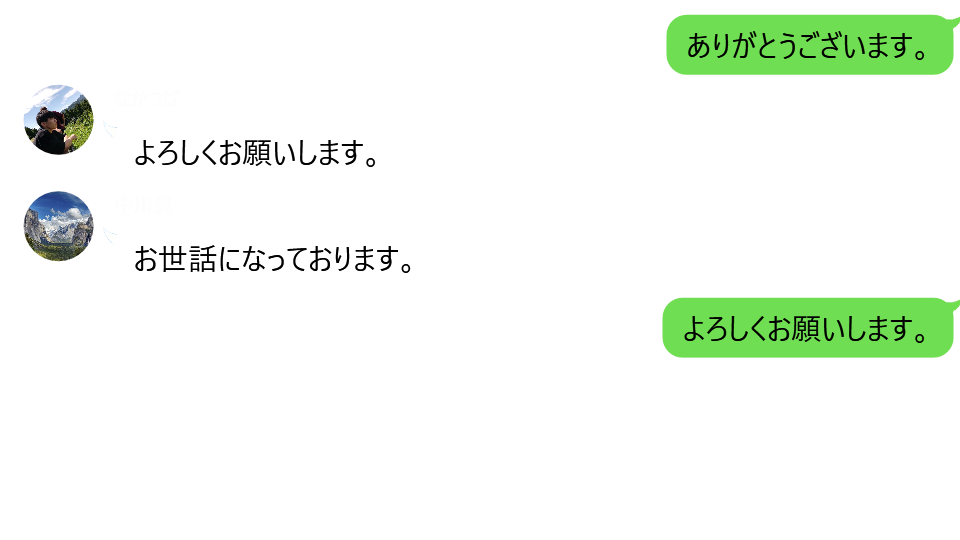 ありがとうございます。
よろしくお願いします。
お世話になっております。
よろしくお願いします。